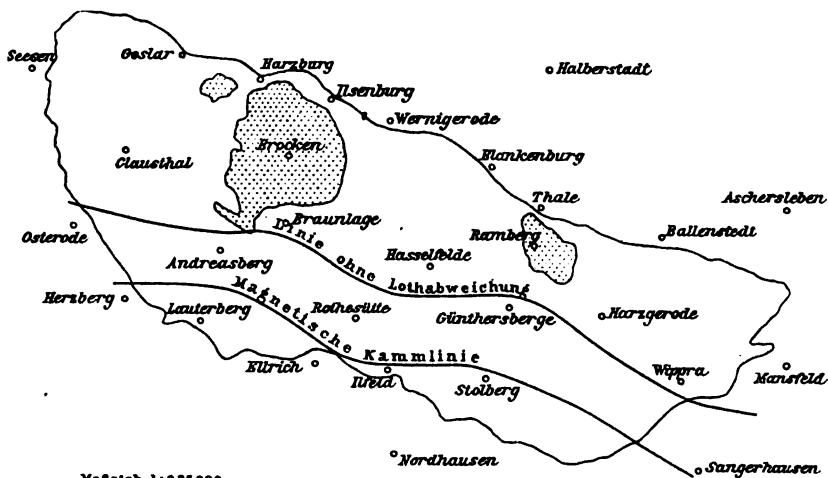 Seesen
Goslar
Harzburg
Halberstadt
Ilsenburg
Wernigerode
Brocken
Clausthal
Blankenburg
Thale
Aschersleben
Braunlage
Ramberg
Ballenstedt
Osterode
Linie ohne Lothabweichung
Hasselfelde
Andreasberg
Magnetische Kammlinie
Herzberg
Lauterberg
Rothesütte
Günthersberge
Harzgerode
Ellrich
Ilfeld
Stolberg
Wippra
Mansfeld
Nordhausen
Sangerhausen